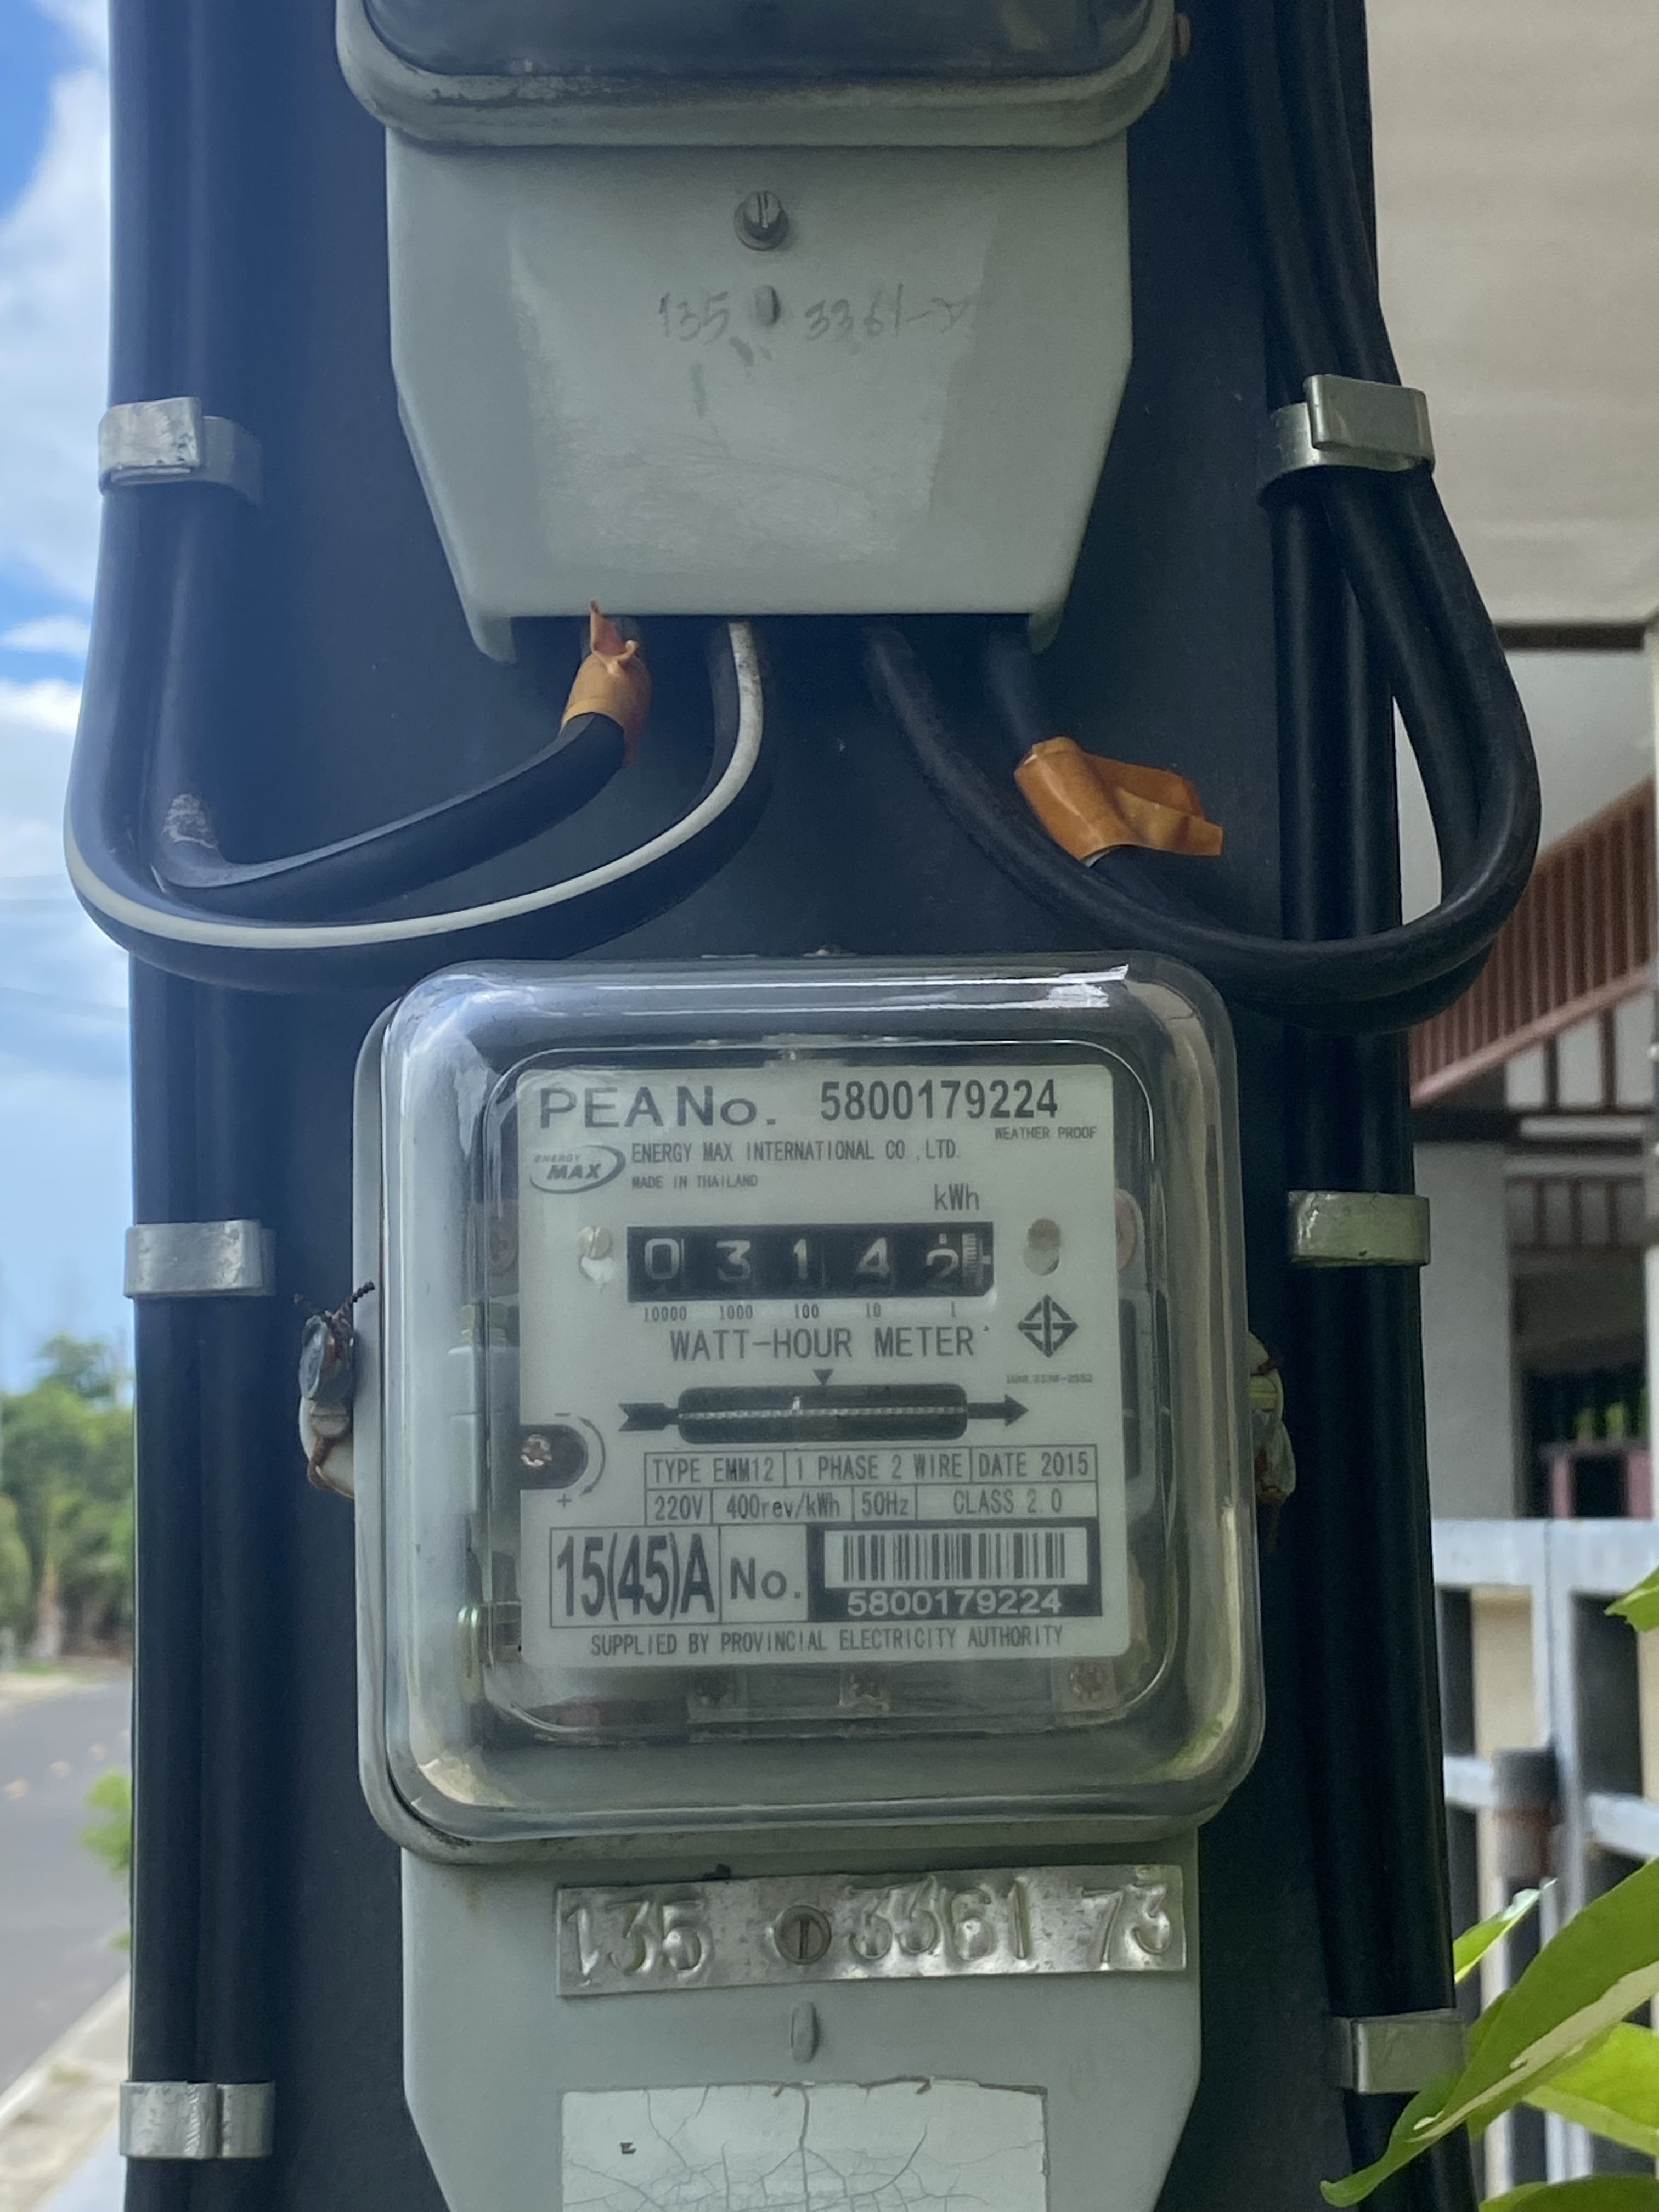 135 3361-7
PEA No. 5800179224
WEATHER PROOF
ENERGY MAX
ENERGY MAX INTERNATIONAL CO.,LTD.
MADE IN THAILAND
kWh
0 3 1 4 2
10000 1000 100 10 1
WATT-HOUR METER
TYPE EMM12 1 PHASE 2 WIRE DATE 2015
220V 400rev/kWh 50Hz CLASS 2.0
15(45)A No.
5800179224
SUPPLIED BY PROVINCIAL ELECTRICITY AUTHORITY
135 3361 73